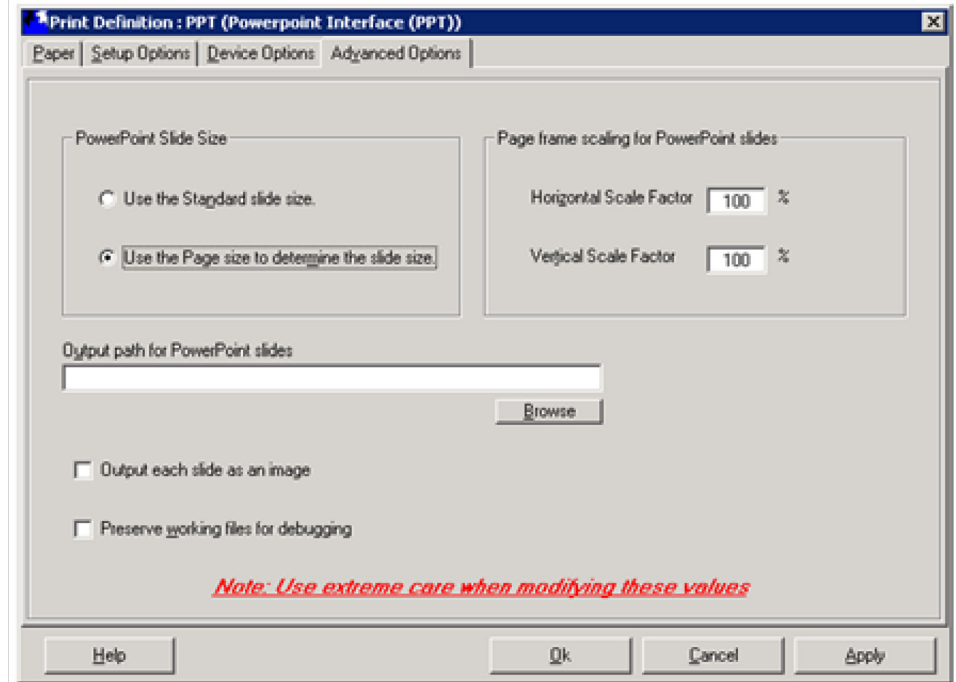 Print Definition : PPT (Powerpoint Interface (PPT))
Paper Setup Options Device Options Advanced Options
PowerPoint Slide Size
Page frame scaling for PowerPoint slides
Use the Standard slide size.
Horizontal Scale Factor 100 %
Use the Page size to determine the slide size.
Vertical Scale Factor 100 %
Output path for PowerPoint slides
Browse
Output each slide as an image
Preserve working files for debugging
Note: Use extreme care when modifying these values
Help Ok Cancel Apply